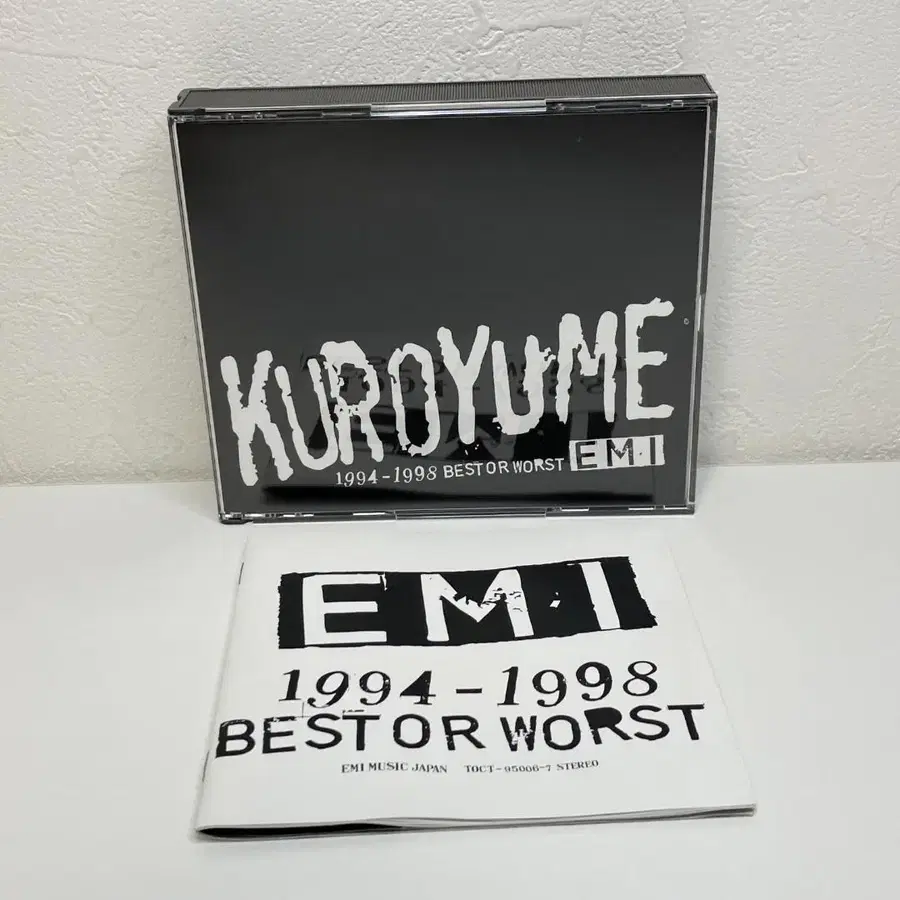 KUROYUME
1994-1998 BEST OR WORST EMI
EM.I
1994-1998
BEST OR WORST
EMI MUSIC JAPAN TOCT-95006-7 STEREO